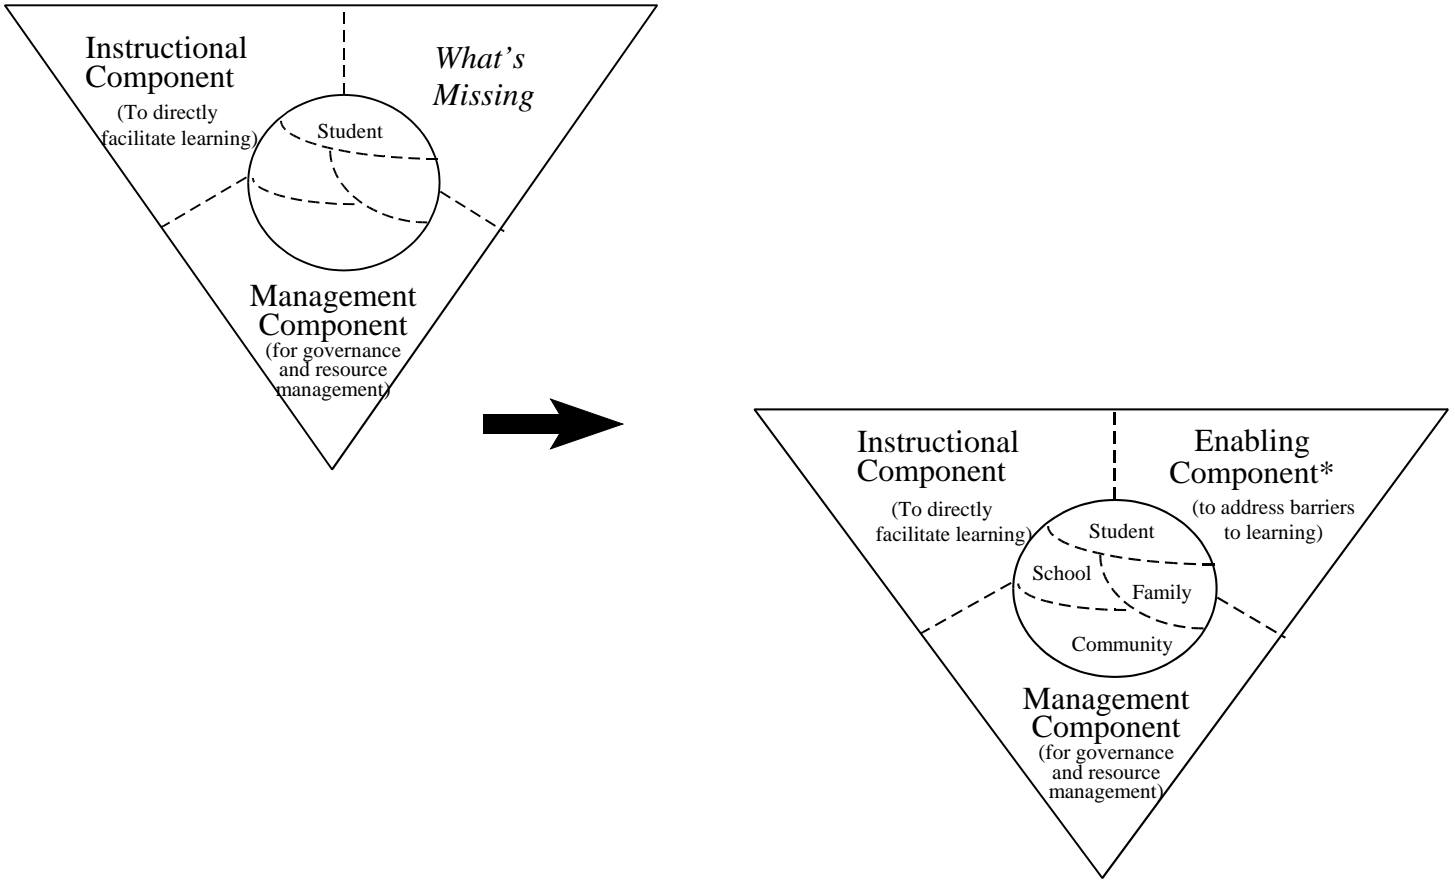 Instructional
Component
(To directly
facilitate learning)
What's
Missing
Student
Management
Component
(for governance
and resource
management)
Instructional
Component
(To directly
facilitate learning)
Enabling
Component*
(to address barriers
to learning)
Student
School
Family
Community
Management
Component
(for governance
and resource
management)